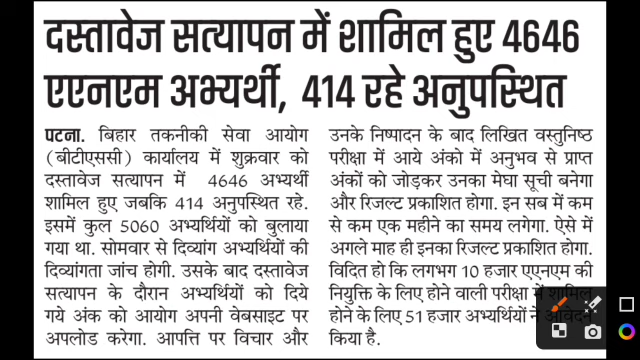 दस्तावेज सत्यापन में शामिल हुए 4646
एएनएम अभ्यर्थी, 414 रहे अनुपस्थित
पटना. बिहार तकनीकी सेवा आयोग
(बीटीएससी) कार्यालय में शुक्रवार को
दस्तावेज सत्यापन में 4646 अभ्यर्थी
शामिल हुए जबकि 414 अनुपस्थित रहे.
इसमें कुल 5060 अभ्यर्थियों को बुलाया
गया था. सोमवार से दिव्यांग अभ्यर्थियों की
दिव्यांगता जांच होगी. उसके बाद दस्तावेज
सत्यापन के दौरान अभ्यर्थियों को दिये
गये अंक को आयोग अपनी वेबसाइट पर
अपलोड करेगा. आपत्ति पर विचार और
उनके निष्पादन के बाद लिखित वस्तुनिष्ठ
परीक्षा में आये अंको में अनुभव से प्राप्त
अंकों को जोड़कर उनका मेघा सूची बनेगा
और रिजल्ट प्रकाशित होगा. इन सब में कम
से कम एक महीने का समय लगेगा. ऐसे में
अगले माह ही इनका रिजल्ट प्रकाशित होगा.
विदित हो कि लगभग 10 हजार एएनएम की
नियुक्ति के लिए होने वाली परीक्षा में शामिल
होने के लिए 51 हजार अभ्यर्थियों ने आवेदन
किया है.